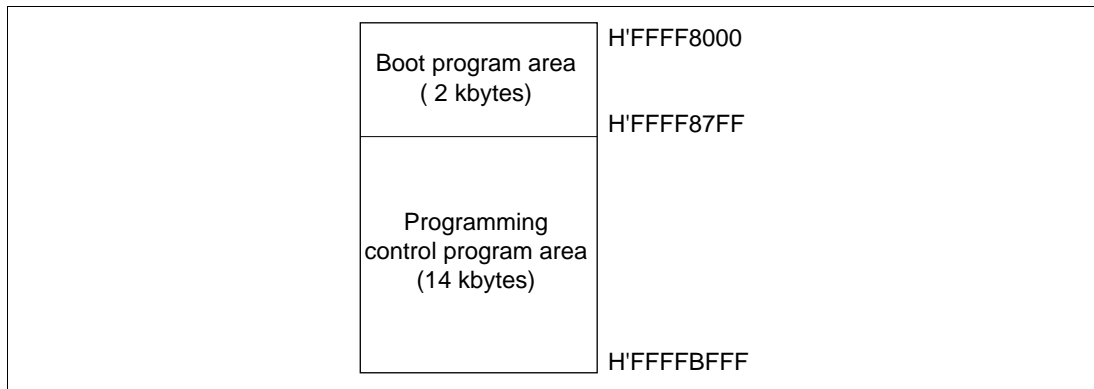 H'FFFF8000
Boot program area
( 2 kbytes)
H'FFFF87FF
Programming
control program area
(14 kbytes)
H'FFFFBFFF